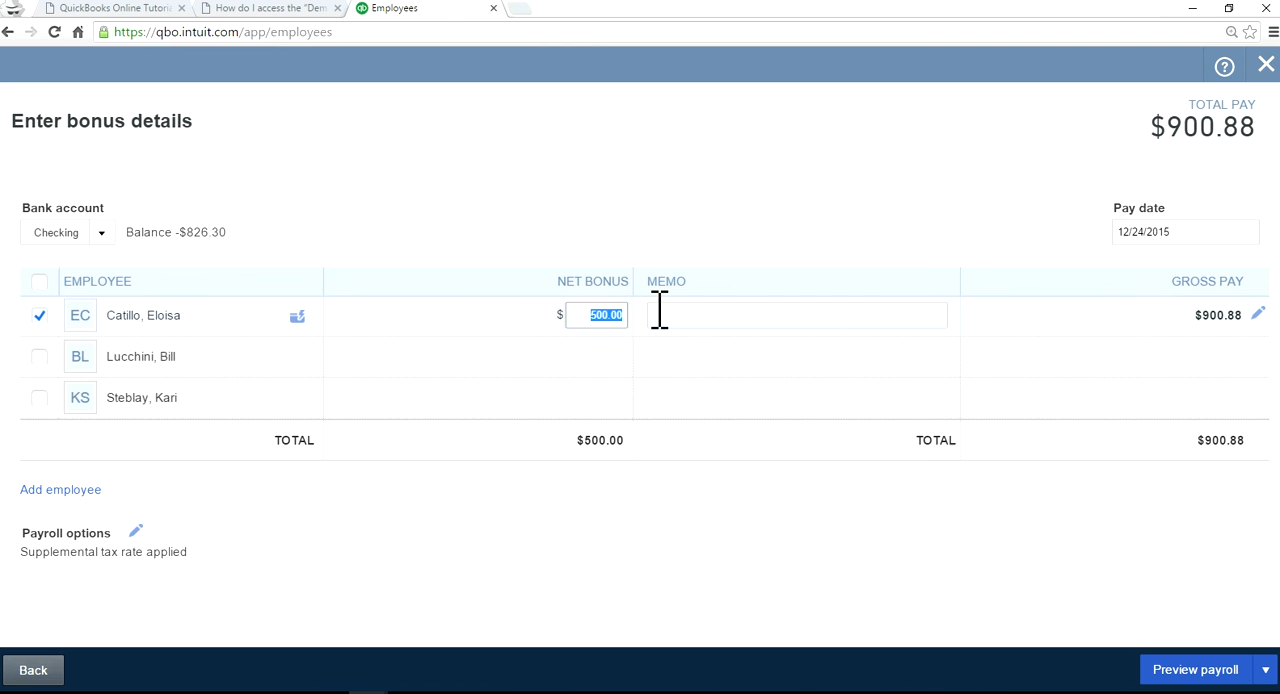 QuickBooks Online Tutori
How do I access the "Dem
qb Employees
https://qbo.intuit.com/app/employees
?
TOTAL PAY
Enter bonus details
$900.88
Bank account
Pay date
Checking Balance -$826.30
12/24/2015
EMPLOYEE NET BONUS MEMO GROSS PAY
EC Catillo, Eloisa $ 500.00 $900.88
BL Lucchini, Bill
KS Steblay, Kari
TOTAL $500.00 TOTAL $900.88
Add employee
Payroll options
Supplemental tax rate applied
Back Preview payroll